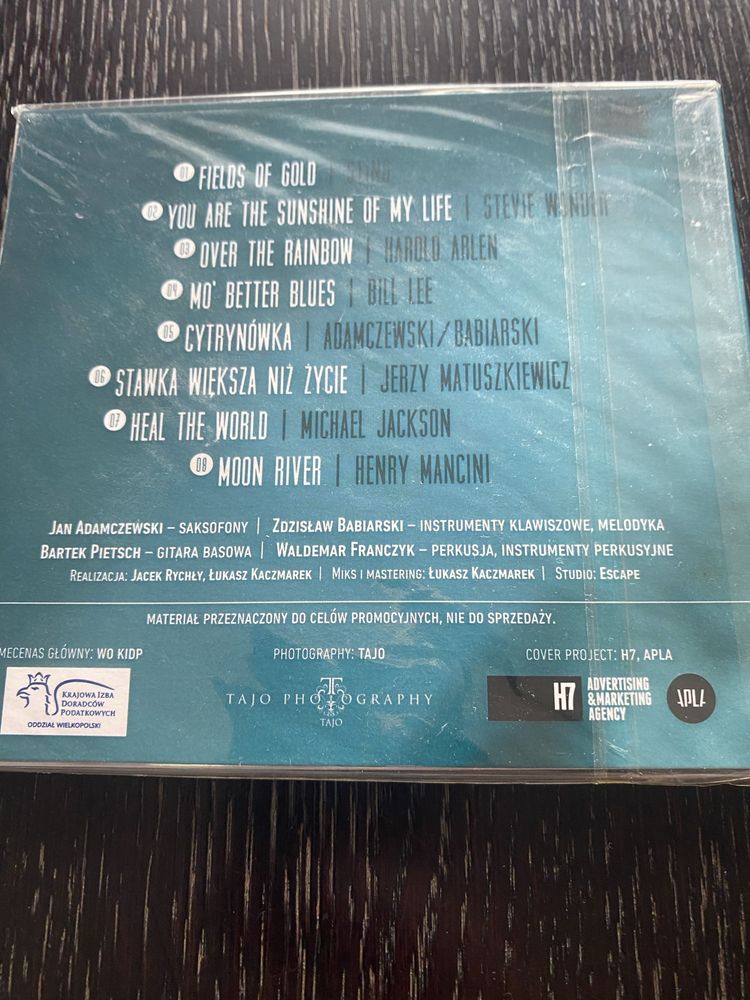 01 FIELDS OF GOLD | STING
02 YOU ARE THE SUNSHINE OF MY LIFE | STEVIE WONDER
03 OVER THE RAINBOW | HAROLD ARLEN
04 MO' BETTER BLUES | BILL LEE
05 CYTRYNÓWKA | ADAMCZEWSKI/BABIARSKI
06 STAWKA WIĘKSZA NIŻ ŻYCIE | JERZY MATUSZKIEWICZ
07 HEAL THE WORLD | MICHAEL JACKSON
08 MOON RIVER | HENRY MANCINI
JAN ADAMCZEWSKI – SAKSOFONY | ZDZISŁAW BABIARSKI – INSTRUMENTY KLAWISZOWE, MELODYKA
BARTEK PIETSCH – GITARA BASOWA | WALDEMAR FRANCZYK – PERKUSJA, INSTRUMENTY PERKUSYJNE
REALIZACJA: JACEK RYCHŁY, ŁUKASZ KACZMAREK | MIKS I MASTERING: ŁUKASZ KACZMAREK | STUDIO: ESCAPE
MATERIAŁ PRZEZNACZONY DO CELÓW PROMOCYJNYCH, NIE DO SPRZEDAŻY.
MECENAS GŁÓWNY: WO KIDP
PHOTOGRAPHY: TAJO
COVER PROJECT: H7, APLA
KRAJOWA IZBA
DORADCÓW
PODATKOWYCH
ODDZIAŁ WIELKOPOLSKI
TAJO PHOTOGRAPHY
TAJO
H7
ADVERTISING
& MARKETING
AGENCY
APLA